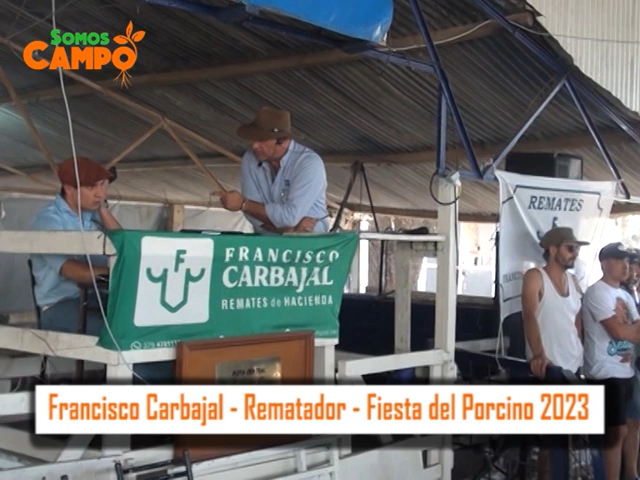 SOMOS
CAMPO
F
FRANCISCO
CARBAJAL
REMATES de HACIENDA
REMATES
F
Francisco Carbajal - Rematador - Fiesta del Porcino 2023